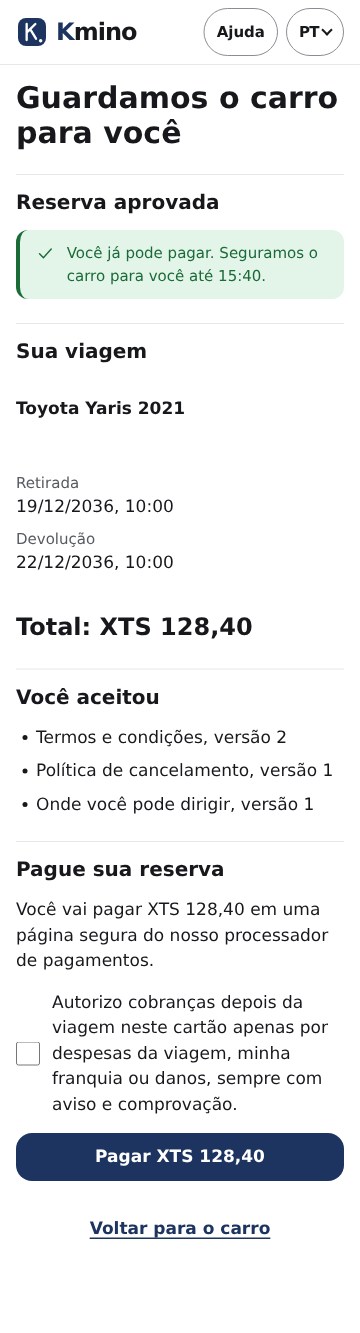 K. Kmino
Ajuda
PT
Guardamos o carro
para você
Reserva aprovada
Você já pode pagar. Seguramos o
carro para você até 15:40.
Sua viagem
Toyota Yaris 2021
Retirada
19/12/2036, 10:00
Devolução
22/12/2036, 10:00
Total: XTS 128,40
Você aceitou
• Termos e condições, versão 2
• Política de cancelamento, versão 1
• Onde você pode dirigir, versão 1
Pague sua reserva
Você vai pagar XTS 128,40 em uma
página segura do nosso processador
de pagamentos.
Autorizo cobranças depois da
viagem neste cartão apenas por
despesas da viagem, minha
franquia ou danos, sempre com
aviso e comprovação.
Pagar XTS 128,40
Voltar para o carro